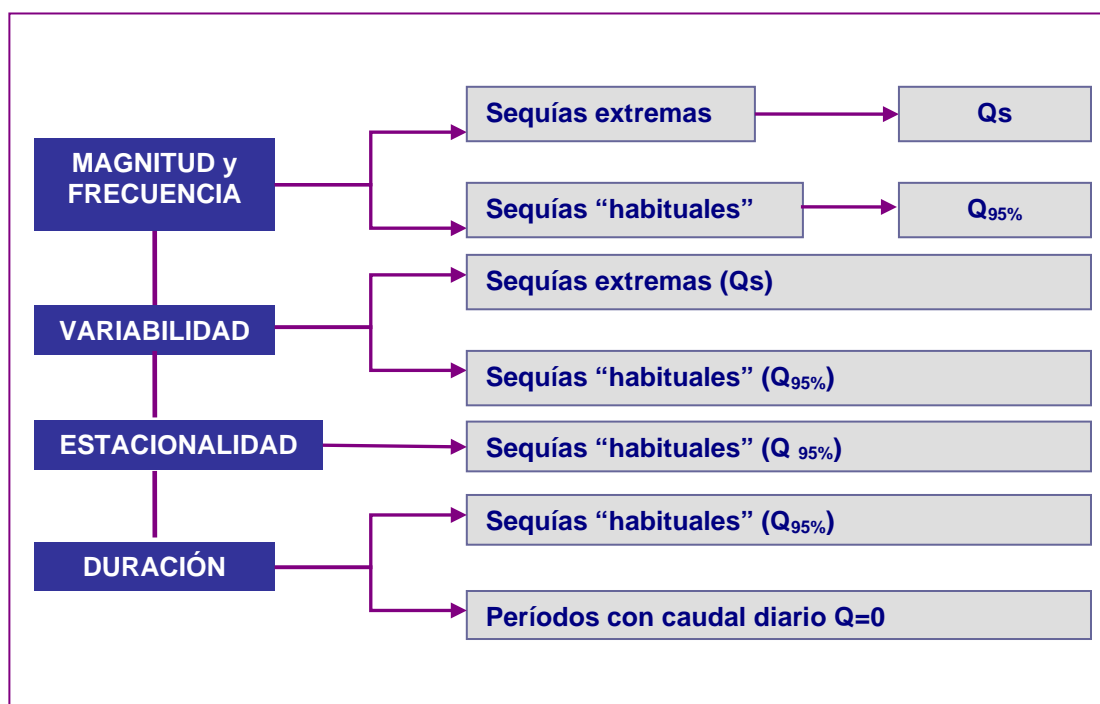 MAGNITUD y
FRECUENCIA
Sequías extremas
Qs
Sequías “habituales”
Q95%
VARIABILIDAD
Sequías extremas (Qs)
Sequías “habituales” (Q95%)
ESTACIONALIDAD
Sequías “habituales” (Q 95%)
DURACIÓN
Sequías “habituales” (Q95%)
Períodos con caudal diario Q=0